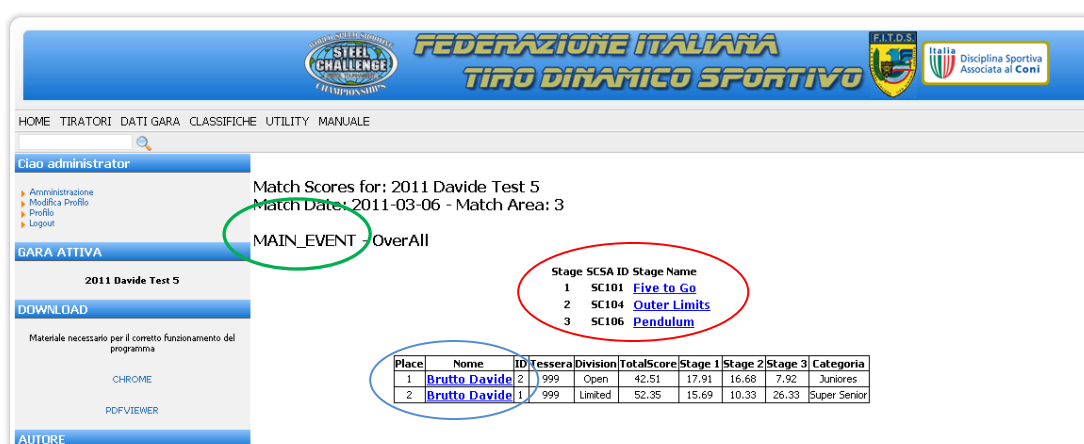 WORLD SPEED SHOOTING
STEEL
CHALLENGE
CHAMPIONSHIPS
FEDERAZIONE ITALIANA
TIRO DINAMICO SPORTIVO
F.I.T.D.S.
Italia
Disciplina Sportiva
Associata al Coni
HOME TIRATORI DATI GARA CLASSIFICHE UTILITY MANUALE
Ciao administrator
Amministrazione
Modifica Profilo
Profilo
Logout
GARA ATTIVA
2011 Davide Test 5
DOWNLOAD
Materiale necessario per il corretto funzionamento del
programma
CHROME
PDFVIEWER
AUTORE
Match Scores for: 2011 Davide Test 5
Match Date: 2011-03-06 - Match Area: 3
MAIN_EVENT - OverAll
Stage SCSA ID Stage Name
1 SC101 Five to Go
2 SC104 Outer Limits
3 SC106 Pendulum
Place Nome ID Tessera Division TotalScore Stage 1 Stage 2 Stage 3 Categoria
1 Brutto Davide 2 999 Open 42.51 17.91 16.68 7.92 Juniores
2 Brutto Davide 1 999 Limited 52.35 15.69 10.33 26.33 Super Senior